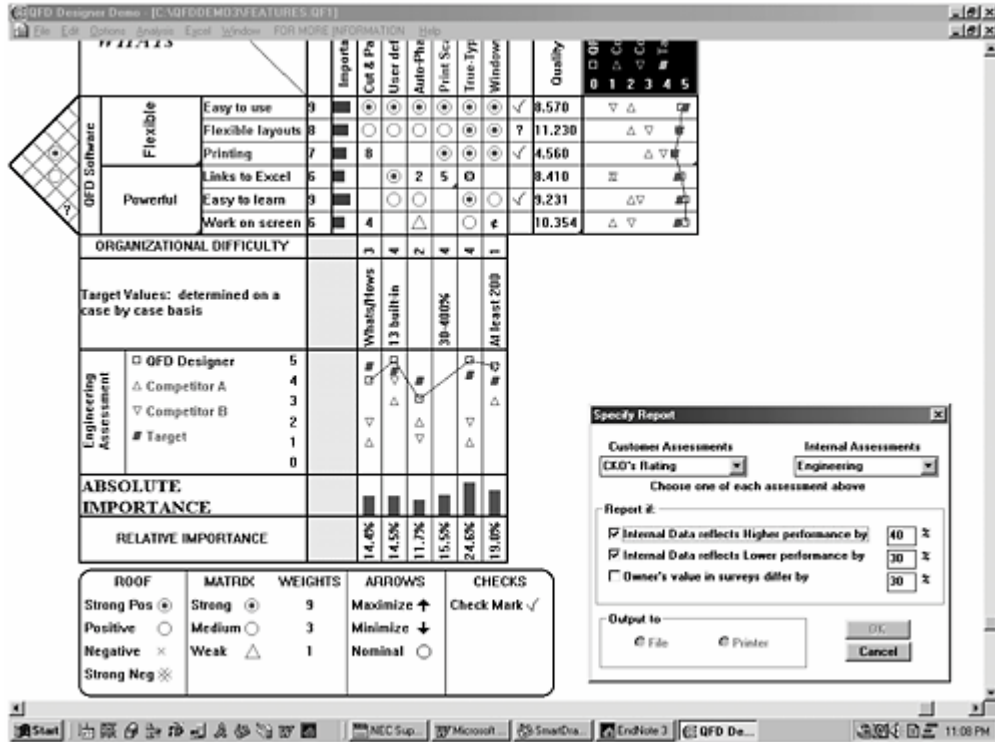 QFD Designer Demo - [C:\QFDDEMO3\FEATURES.QF1]
File Edit Options Analysis Excel Window FOR MORE INFORMATION Help
WHATS
Importa
Cut & Pa
User def
Auto-Pha
Print Sca
True-Typ
Window
Quality
0 1 2 3 4 5
QFD Software
Flexible
Powerful
Easy to use 9 8.570
Flexible layouts 8 ? 11.230
Printing 7 8 4.560
Links to Excel 6 2 5 8.410
Easy to learn 9 9.231
Work on screen 6 4 ¢ 10.354
?
ORGANIZATIONAL DIFFICULTY 3 4 2 4 4 1
Target Values: determined on a
case by case basis
Whats/Hows
13 built-in
30-400%
At least 200
Engineering
Assessment
QFD Designer 5
Competitor A 4
3
Competitor B 2
Target 1
0
ABSOLUTE
IMPORTANCE
RELATIVE IMPORTANCE 14.4% 14.5% 11.7% 15.5% 24.6% 19.0%
ROOF MATRIX WEIGHTS ARROWS CHECKS
Strong Pos Strong 9 Maximize Check Mark
Positive Medium 3 Minimize
Negative Weak 1 Nominal
Strong Neg
Specify Report
Customer Assessments Internal Assessments
CKO's Rating Engineering
Choose one of each assessment above
Report if:
Internal Data reflects Higher performance by 40 %
Internal Data reflects Lower performance by 30 %
Owner's value in surveys differ by 30 %
Output to
File Printer
OK
Cancel
Start NEC Sup... Microsoft ... SmartDra... EndNote 3 QFD De... 11:08 PM